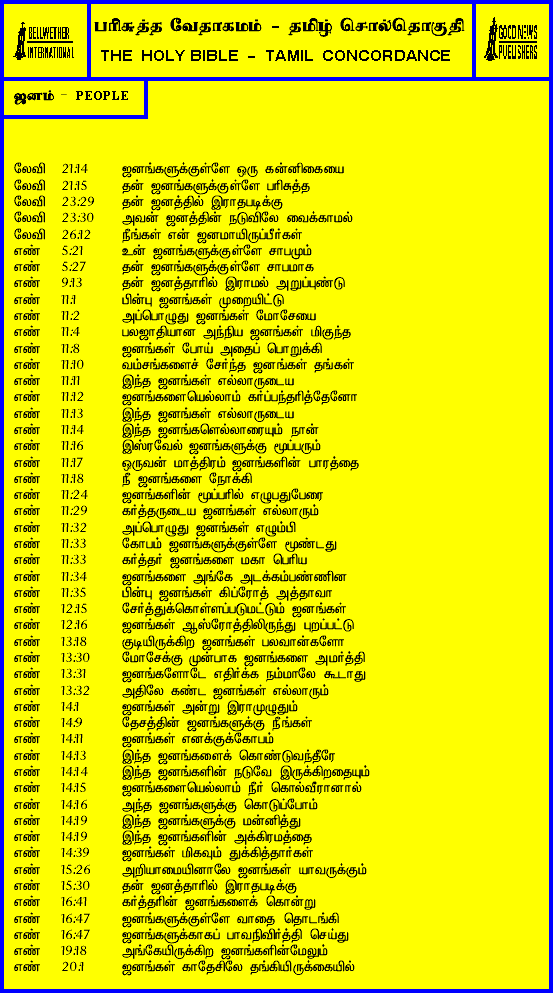 BELLWETHER
INTERNATIONAL
பரிசுத்த வேதாகமம் - தமிழ் சொல்தொகுதி
THE HOLY BIBLE - TAMIL CONCORDANCE
GOOD NEWS
PUBLISHERS
ஜனம் - PEOPLE
லேவி 21:14 ஜனங்களுக்குள்ளே ஒரு கன்னிகையை
லேவி 21:15 தன் ஜனங்களுக்குள்ளே பரிசுத்த
லேவி 23:29 தன் ஜனத்தில் இராதபடிக்கு
லேவி 23:30 அவன் ஜனத்தின் நடுவிலே வைக்காமல்
லேவி 26:12 நீங்கள் என் ஜனமாயிருப்பீர்கள்
எண் 5:21 உன் ஜனங்களுக்குள்ளே சாபமும்
எண் 5:27 தன் ஜனங்களுக்குள்ளே சாபமாக
எண் 9:13 தன் ஜனத்தாரில் இராமல் அறுப்புண்டு
எண் 11:1 பின்பு ஜனங்கள் முறையிட்டு
எண் 11:2 அப்பொழுது ஜனங்கள் மோசேயை
எண் 11:4 பலஜாதியான அந்நிய ஜனங்கள் மிகுந்த
எண் 11:8 ஜனங்கள் போய் அதைப் பொறுக்கி
எண் 11:10 வம்சங்களைச் சேர்ந்த ஜனங்கள் தங்கள்
எண் 11:11 இந்த ஜனங்கள் எல்லாருடைய
எண் 11:12 ஜனங்களையெல்லாம் கர்ப்பந்தரித்தேனோ
எண் 11:13 இந்த ஜனங்கள் எல்லாருடைய
எண் 11:14 இந்த ஜனங்களெல்லாரையும் நான்
எண் 11:16 இஸ்ரவேல் ஜனங்களுக்கு மூப்பரும்
எண் 11:17 ஒருவன் மாத்திரம் ஜனங்களின் பாரத்தை
எண் 11:18 நீ ஜனங்களை நோக்கி
எண் 11:24 ஜனங்களின் மூப்பரில் எழுபதுபேரை
எண் 11:29 கர்த்தருடைய ஜனங்கள் எல்லாரும்
எண் 11:32 அப்பொழுது ஜனங்கள் எழும்பி
எண் 11:33 கோபம் ஜனங்களுக்குள்ளே மூண்டது
எண் 11:33 கர்த்தர் ஜனங்களை மகா பெரிய
எண் 11:34 ஜனங்களை அங்கே அடக்கம்பண்ணின
எண் 11:35 பின்பு ஜனங்கள் கிப்ரோத் அத்தாவா
எண் 12:15 சேர்த்துக்கொள்ளப்படுமட்டும் ஜனங்கள்
எண் 12:16 ஜனங்கள் ஆஸ்ரோத்திலிருந்து புறப்பட்டு
எண் 13:18 குடியிருக்கிற ஜனங்கள் பலவான்களோ
எண் 13:30 மோசேக்கு முன்பாக ஜனங்களை அமர்த்தி
எண் 13:31 ஜனங்களோடே எதிர்க்க நம்மாலே கூடாது
எண் 13:32 அதிலே கண்ட ஜனங்கள் எல்லாரும்
எண் 14:1 ஜனங்கள் அன்று இராமுழுதும்
எண் 14:9 தேசத்தின் ஜனங்களுக்கு நீங்கள்
எண் 14:11 ஜனங்கள் எனக்குக்கோபம்
எண் 14:13 இந்த ஜனங்களைக் கொண்டுவந்தீரே
எண் 14:14 இந்த ஜனங்களின் நடுவே இருக்கிறதையும்
எண் 14:15 ஜனங்களையெல்லாம் நீர் கொல்வீரானால்
எண் 14:16 அந்த ஜனங்களுக்கு கொடுப்போம்
எண் 14:19 இந்த ஜனங்களுக்கு மன்னித்து
எண் 14:19 இந்த ஜனங்களின் அக்கிரமத்தை
எண் 14:39 ஜனங்கள் மிகவும் துக்கித்தார்கள்
எண் 15:26 அறியாமையினாலே ஜனங்கள் யாவருக்கும்
எண் 15:30 தன் ஜனத்தாரில் இராதபடிக்கு
எண் 16:41 கர்த்தரின் ஜனங்களைக் கொன்று
எண் 16:47 ஜனங்களுக்குள்ளே வாதை தொடங்கி
எண் 16:47 ஜனங்களுக்காகப் பாவநிவிர்த்தி செய்து
எண் 19:18 அங்கேயிருக்கிற ஜனங்களின்மேலும்
எண் 20:1 ஜனங்கள் காதேசிலே தங்கியிருக்கையில்